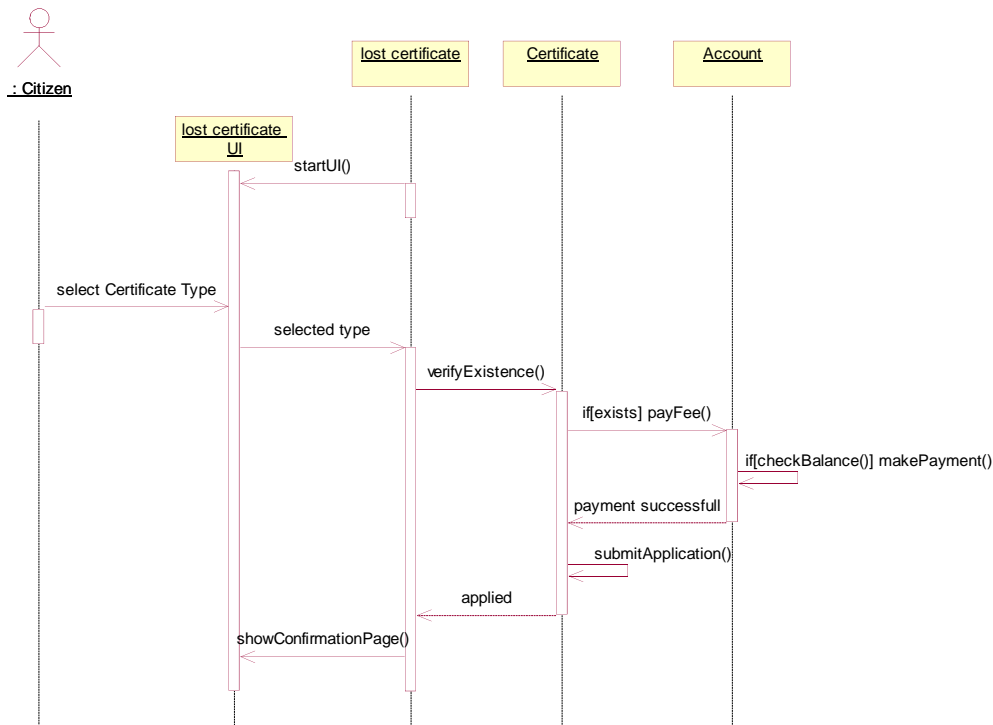 lost certificate
Certificate
Account
: Citizen
lost certificate
UI
startUI()
select Certificate Type
selected type
verifyExistence()
if[exists] payFee()
if[checkBalance()] makePayment()
payment successfull
submitApplication()
applied
showConfirmationPage()